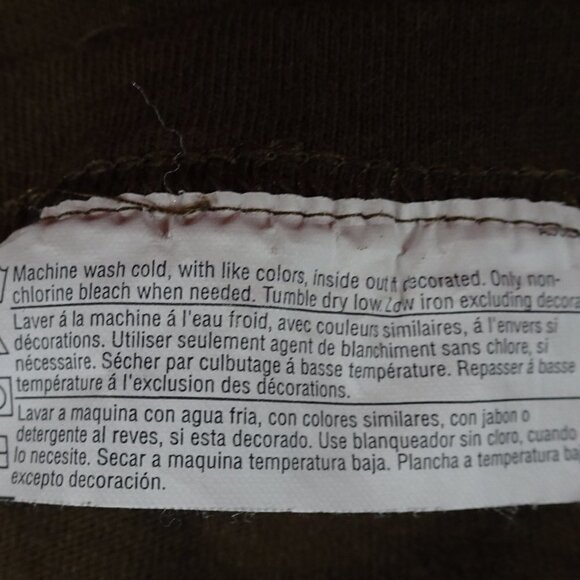 Machine wash cold, with like colors, inside out if decorated. Only non-
chlorine bleach when needed. Tumble dry low. Low iron excluding decora
Laver á la machine á l'eau froid, avec couleurs similaires, á l'envers si
décorations. Utiliser seulement agent de blanchiment sans chlore, si
nécessaire. Sécher par culbutage á basse température. Repasser á basse
température á l'exclusion des décorations.
Lavar a maquina con agua fria, con colores similares, con jabon o
detergente al reves, si esta decorado. Use blanqueador sin cloro, cuando
lo necesite. Secar a maquina temperatura baja. Plancha a temperatura ba
excepto decoración.